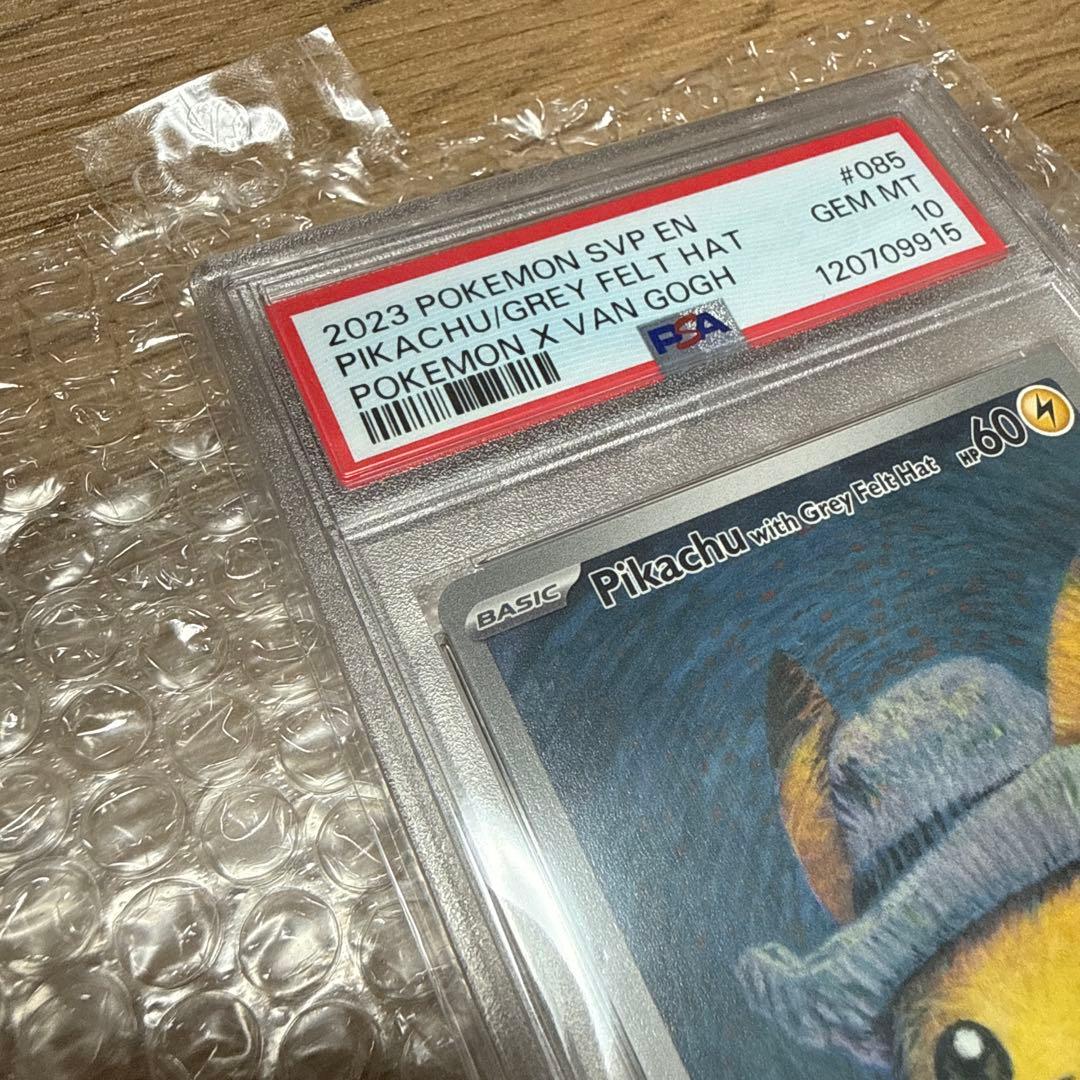 2023 POKEMON SVP EN #085
PIKACHU/GREY FELT HAT GEM MT
POKEMON X VAN GOGH 10
120709915
PSA
BASIC Pikachu with Grey Felt Hat HP60